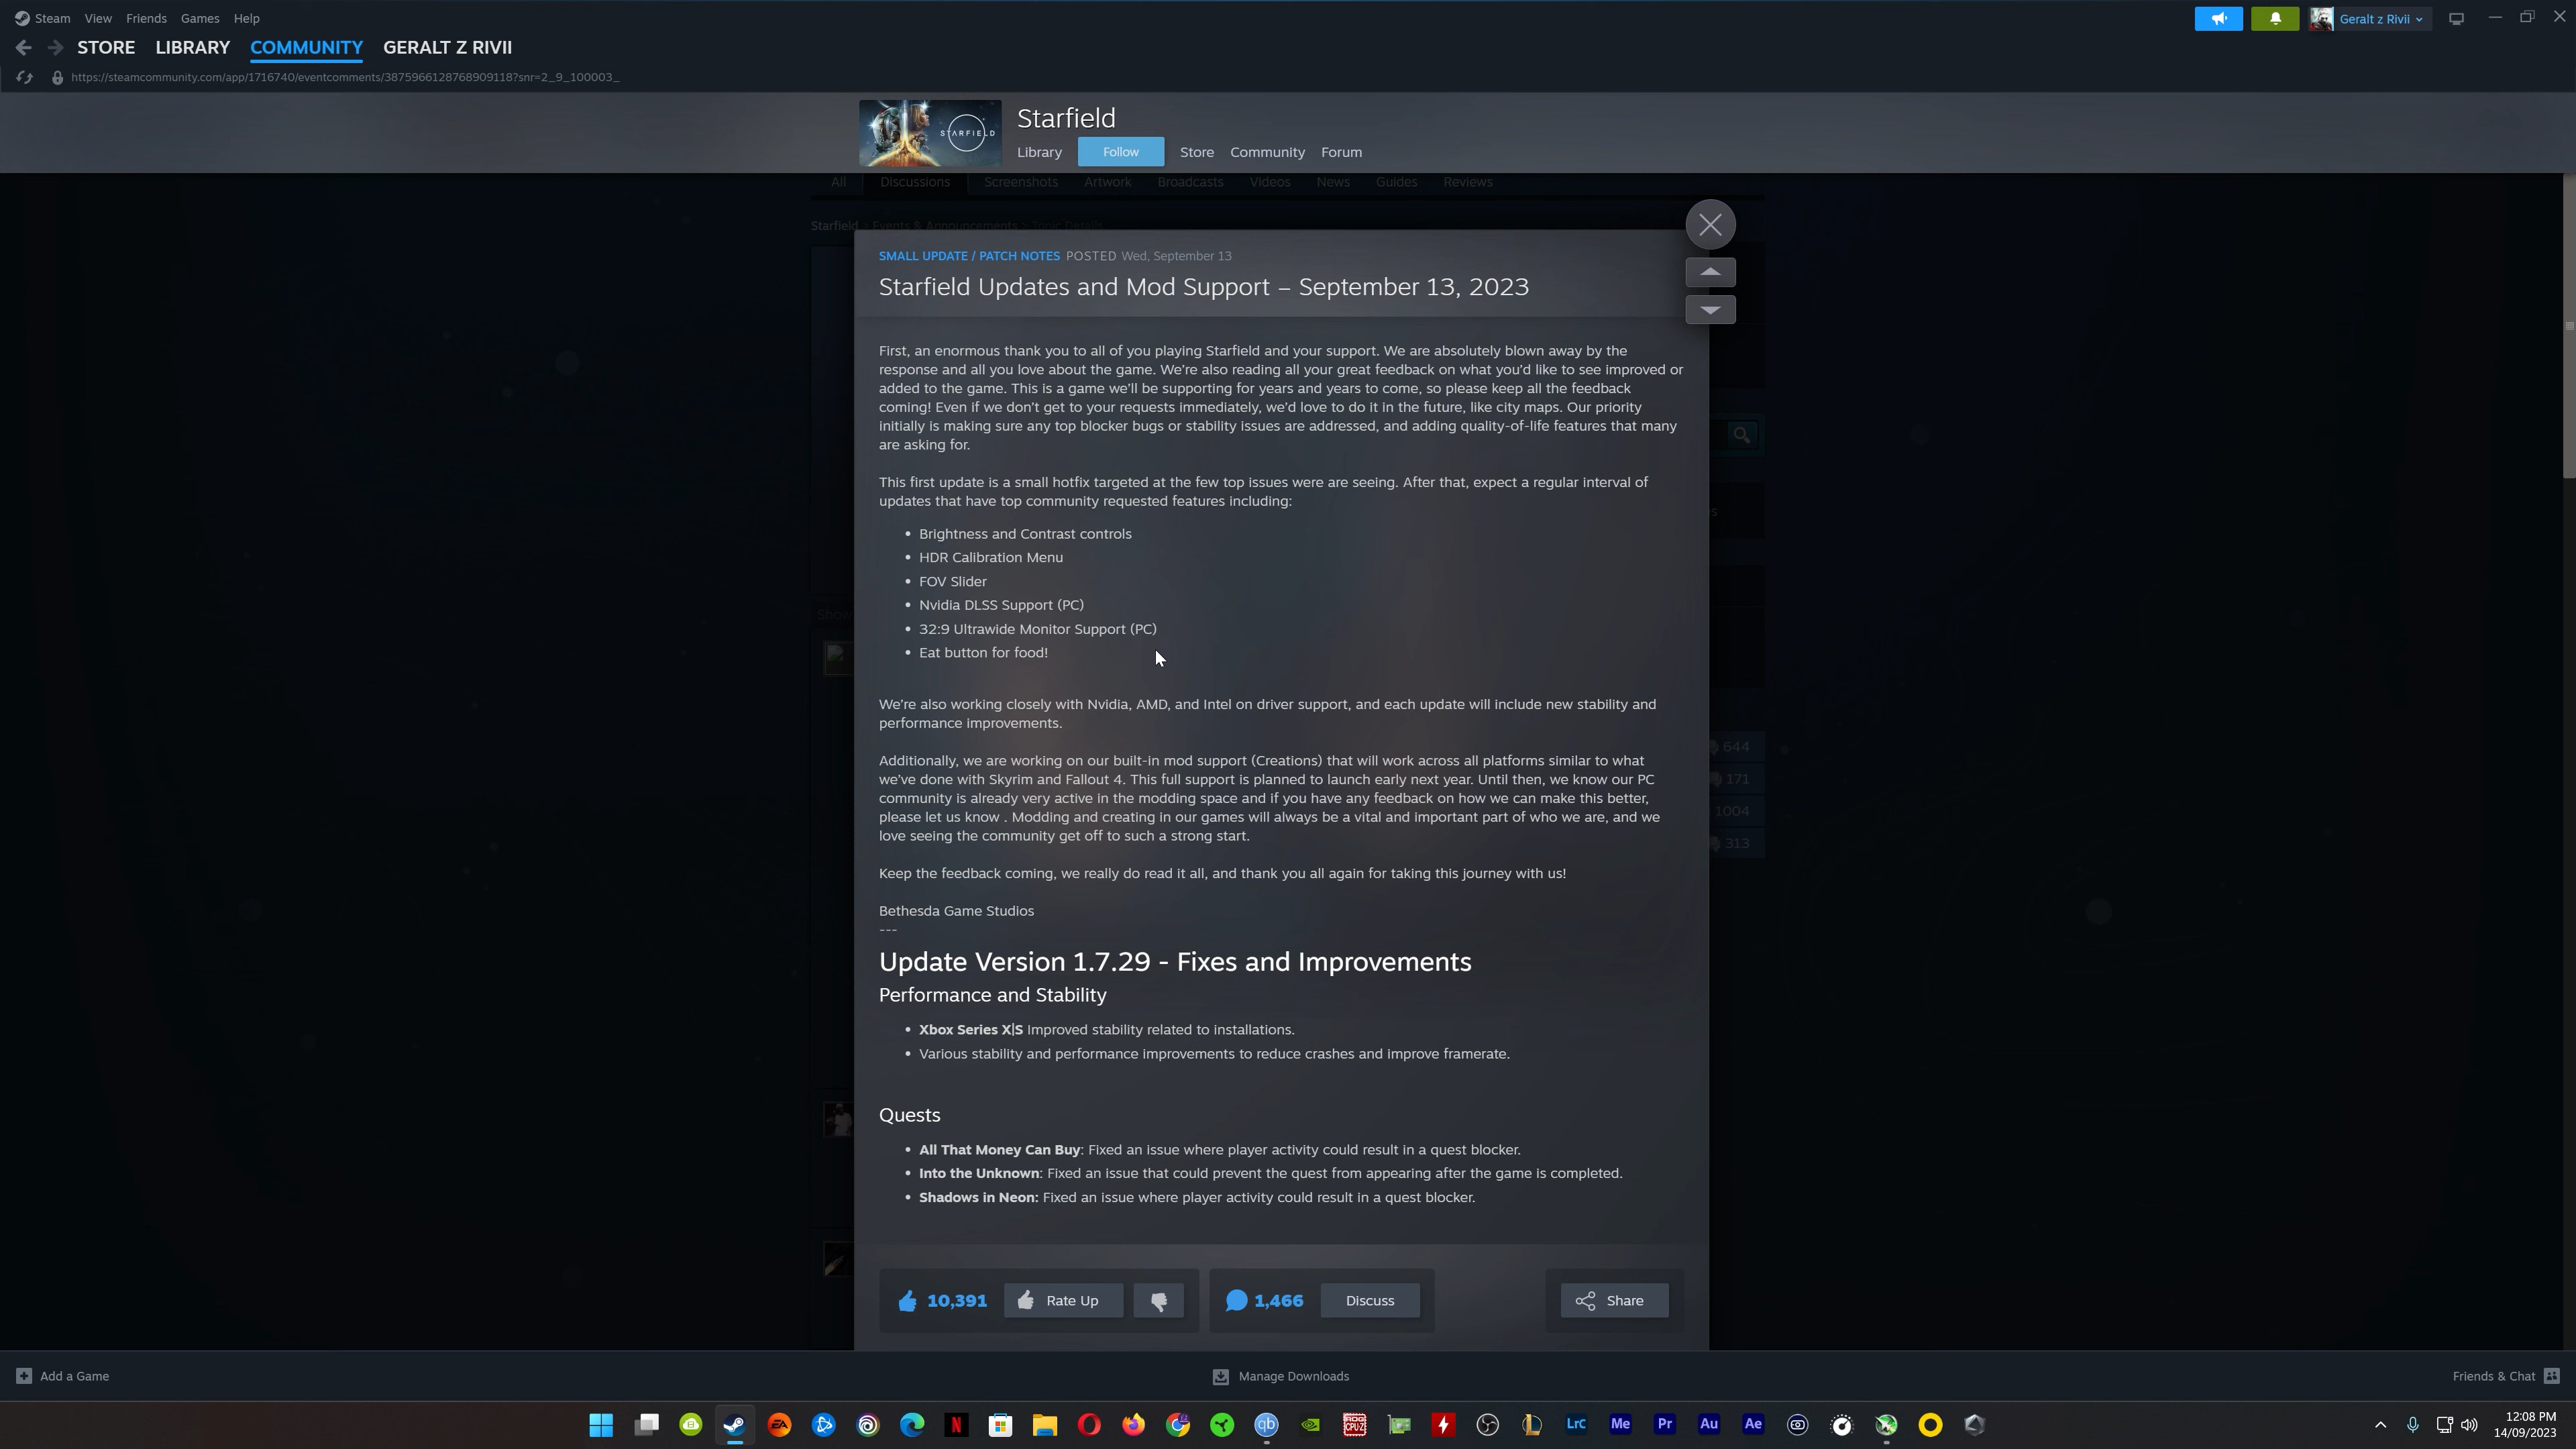 Steam View Friends Games Help
Geralt z Rivii
STORE LIBRARY COMMUNITY GERALT Z RIVII
https://steamcommunity.com/app/1716740/eventcomments/3875966128768909118?snr=2_9_100003_
STARFIELD
Starfield
Library Follow Store Community Forum
All Discussions Screenshots Artwork Broadcasts Videos News Guides Reviews
Starfield > Events & Announcements > Topic Details
SMALL UPDATE / PATCH NOTES POSTED Wed, September 13
Starfield Updates and Mod Support – September 13, 2023
First, an enormous thank you to all of you playing Starfield and your support. We are absolutely blown away by the
response and all you love about the game. We're also reading all your great feedback on what you'd like to see improved or
added to the game. This is a game we'll be supporting for years and years to come, so please keep all the feedback
coming! Even if we don't get to your requests immediately, we'd love to do it in the future, like city maps. Our priority
initially is making sure any top blocker bugs or stability issues are addressed, and adding quality-of-life features that many
are asking for.
This first update is a small hotfix targeted at the few top issues were are seeing. After that, expect a regular interval of
updates that have top community requested features including:
• Brightness and Contrast controls
• HDR Calibration Menu
• FOV Slider
• Nvidia DLSS Support (PC)
• 32:9 Ultrawide Monitor Support (PC)
• Eat button for food!
Show
We're also working closely with Nvidia, AMD, and Intel on driver support, and each update will include new stability and
performance improvements.
Additionally, we are working on our built-in mod support (Creations) that will work across all platforms similar to what
we've done with Skyrim and Fallout 4. This full support is planned to launch early next year. Until then, we know our PC
community is already very active in the modding space and if you have any feedback on how we can make this better,
please let us know . Modding and creating in our games will always be a vital and important part of who we are, and we
love seeing the community get off to such a strong start.
644
171
1004
313
Keep the feedback coming, we really do read it all, and thank you all again for taking this journey with us!
Bethesda Game Studios
---
Update Version 1.7.29 - Fixes and Improvements
Performance and Stability
• Xbox Series X|S Improved stability related to installations.
• Various stability and performance improvements to reduce crashes and improve framerate.
Quests
• All That Money Can Buy: Fixed an issue where player activity could result in a quest blocker.
• Into the Unknown: Fixed an issue that could prevent the quest from appearing after the game is completed.
• Shadows in Neon: Fixed an issue where player activity could result in a quest blocker.
10,391 Rate Up 1,466 Discuss Share
Add a Game Manage Downloads Friends & Chat
EA N qb CPU-Z LrC Me Pr Au Ae
12:08 PM
14/09/2023